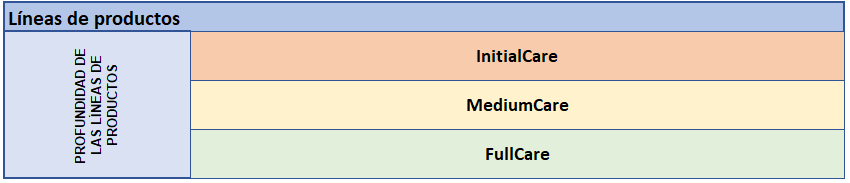 Líneas de productos
PROFUNDIDAD DE
LAS LÍNEAS DE
PRODUCTOS
InitialCare
MediumCare
FullCare